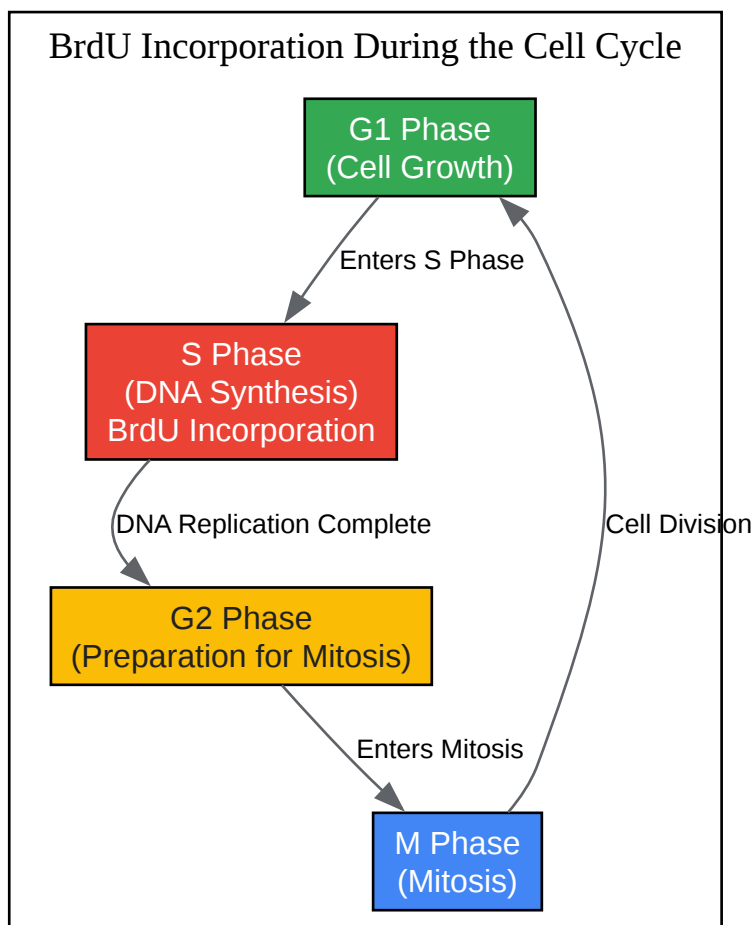 BrdU Incorporation During the Cell Cycle
G1 Phase
(Cell Growth)
Enters S Phase
S Phase
(DNA Synthesis)
BrdU Incorporation
DNA Replication Complete
Cell Division
G2 Phase
(Preparation for Mitosis)
Enters Mitosis
M Phase
(Mitosis)